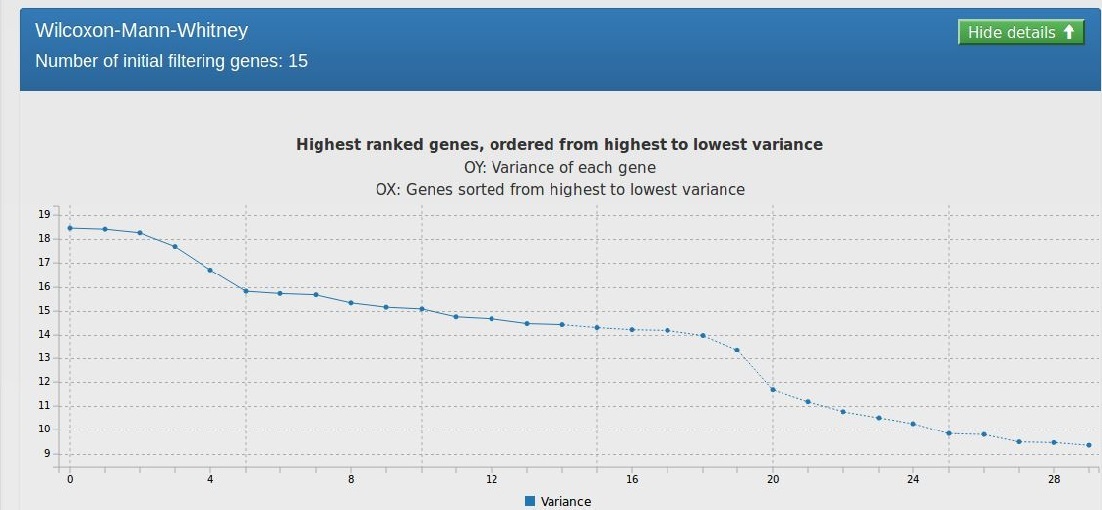 Wilcoxon-Mann-Whitney
Hide details
Number of initial filtering genes: 15
Highest ranked genes, ordered from highest to lowest variance
OY: Variance of each gene
OX: Genes sorted from highest to lowest variance
19
18
17
16
15
14
13
12
11
10
9
0 4 8 12 16 20 24 28
Variance